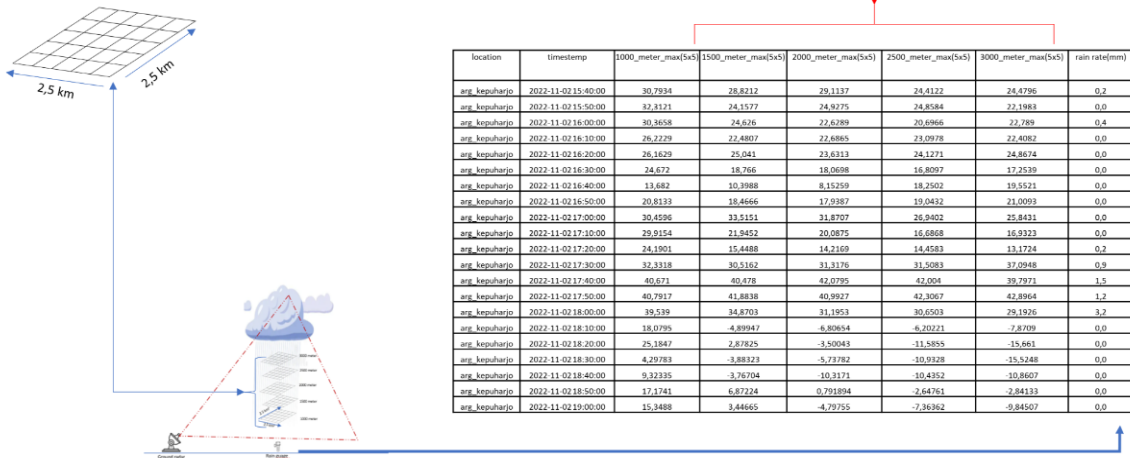 2,5 km
2,5 km
3000 meter
2000 meter
1000 meter
Ground radar
Rain gauge
location timestemp 1000_meter_max(5x5) 1500_meter_max(5x5) 2000_meter_max(5x5) 2500_meter_max(5x5) 3000_meter_max(5x5) rain rate(mm)
arg_kepuharjo 2022-11-02 15:40:00 30,7934 28,8212 29,1137 24,4122 24,4796 0,2
arg_kepuharjo 2022-11-02 15:50:00 32,3121 24,1577 24,9275 24,8584 22,1983 0,0
arg_kepuharjo 2022-11-02 16:00:00 30,3658 24,626 22,6289 20,6966 22,789 0,4
arg_kepuharjo 2022-11-02 16:10:00 26,2229 22,4807 22,6865 23,0978 22,4082 0,0
arg_kepuharjo 2022-11-02 16:20:00 26,1629 25,041 23,6313 24,1271 24,8674 0,0
arg_kepuharjo 2022-11-02 16:30:00 24,672 18,766 18,0698 16,8097 17,2539 0,0
arg_kepuharjo 2022-11-02 16:40:00 13,682 10,3988 8,15259 18,2502 19,5521 0,0
arg_kepuharjo 2022-11-02 16:50:00 20,8133 18,4666 17,9387 19,0432 21,0093 0,0
arg_kepuharjo 2022-11-02 17:00:00 30,4596 33,5151 31,8707 26,9402 25,8431 0,0
arg_kepuharjo 2022-11-02 17:10:00 29,9154 21,9452 20,0875 16,6868 16,9323 0,0
arg_kepuharjo 2022-11-02 17:20:00 24,1901 15,4488 14,2169 14,4583 13,1724 0,2
arg_kepuharjo 2022-11-02 17:30:00 32,3318 30,5162 31,3176 31,5083 37,0948 0,9
arg_kepuharjo 2022-11-02 17:40:00 40,671 40,478 42,0795 42,004 39,7971 1,5
arg_kepuharjo 2022-11-02 17:50:00 40,7917 41,8838 40,9927 42,3067 42,8964 1,2
arg_kepuharjo 2022-11-02 18:00:00 39,539 34,8703 31,1953 30,6503 29,1926 3,2
arg_kepuharjo 2022-11-02 18:10:00 18,0795 -4,89947 -6,80654 -6,20221 -7,8709 0,0
arg_kepuharjo 2022-11-02 18:20:00 25,1847 2,87825 -3,50043 -11,5855 -15,661 0,0
arg_kepuharjo 2022-11-02 18:30:00 4,29783 -3,88323 -5,73782 -10,9328 -15,5248 0,0
arg_kepuharjo 2022-11-02 18:40:00 9,32335 -3,76704 -10,3171 -10,4352 -10,8607 0,0
arg_kepuharjo 2022-11-02 18:50:00 17,1741 6,87224 0,791894 -2,64761 -2,84133 0,0
arg_kepuharjo 2022-11-02 19:00:00 15,3488 3,44665 -4,79755 -7,36362 -9,84507 0,0